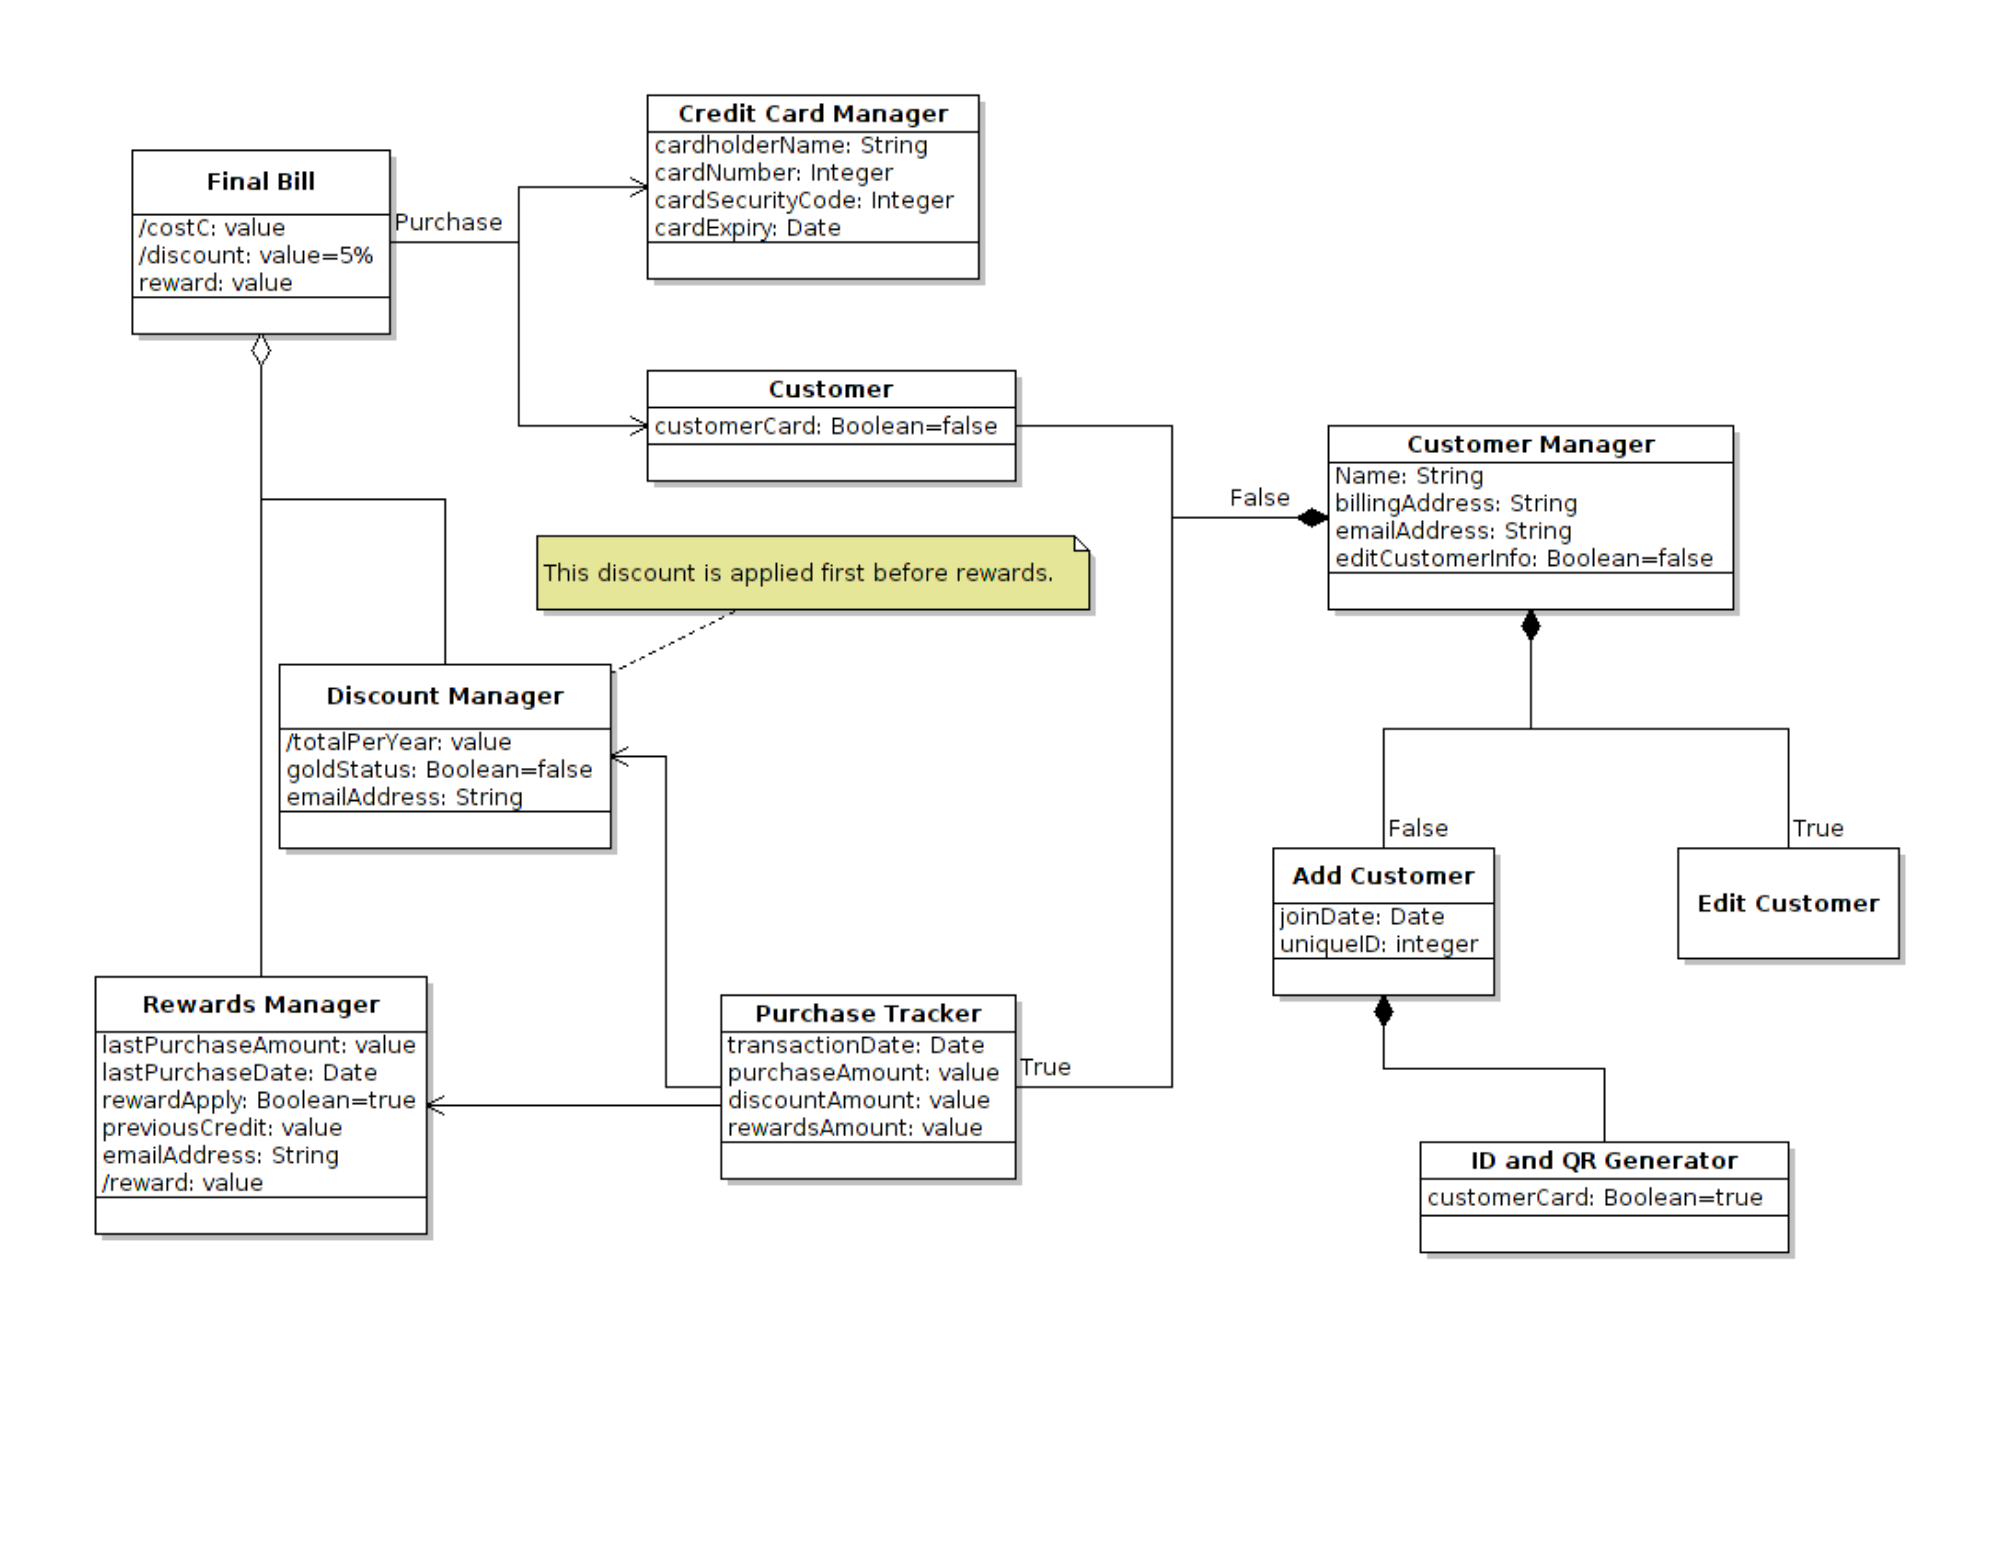 Credit Card Manager
cardholderName: String
cardNumber: Integer
cardSecurityCode: Integer
cardExpiry: Date
Final Bill
/costC: value
/discount: value=5%
reward: value
Purchase
Customer
customerCard: Boolean=false
Customer Manager
Name: String
billingAddress: String
emailAddress: String
editCustomerInfo: Boolean=false
False
This discount is applied first before rewards.
Discount Manager
/totalPerYear: value
goldStatus: Boolean=false
emailAddress: String
False
True
Add Customer
joinDate: Date
uniqueID: integer
Edit Customer
Rewards Manager
lastPurchaseAmount: value
lastPurchaseDate: Date
rewardApply: Boolean=true
previousCredit: value
emailAddress: String
/reward: value
Purchase Tracker
transactionDate: Date
purchaseAmount: value
discountAmount: value
rewardsAmount: value
True
ID and QR Generator
customerCard: Boolean=true